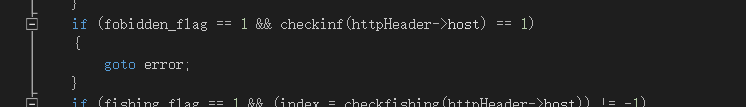 }
if (fobidden_flag == 1 && checkinf(httpHeader->host) == 1)
{
goto error;
}
if (fishing_flag == 1 && (index = checkfishing(httpHeader->host)) != -1)